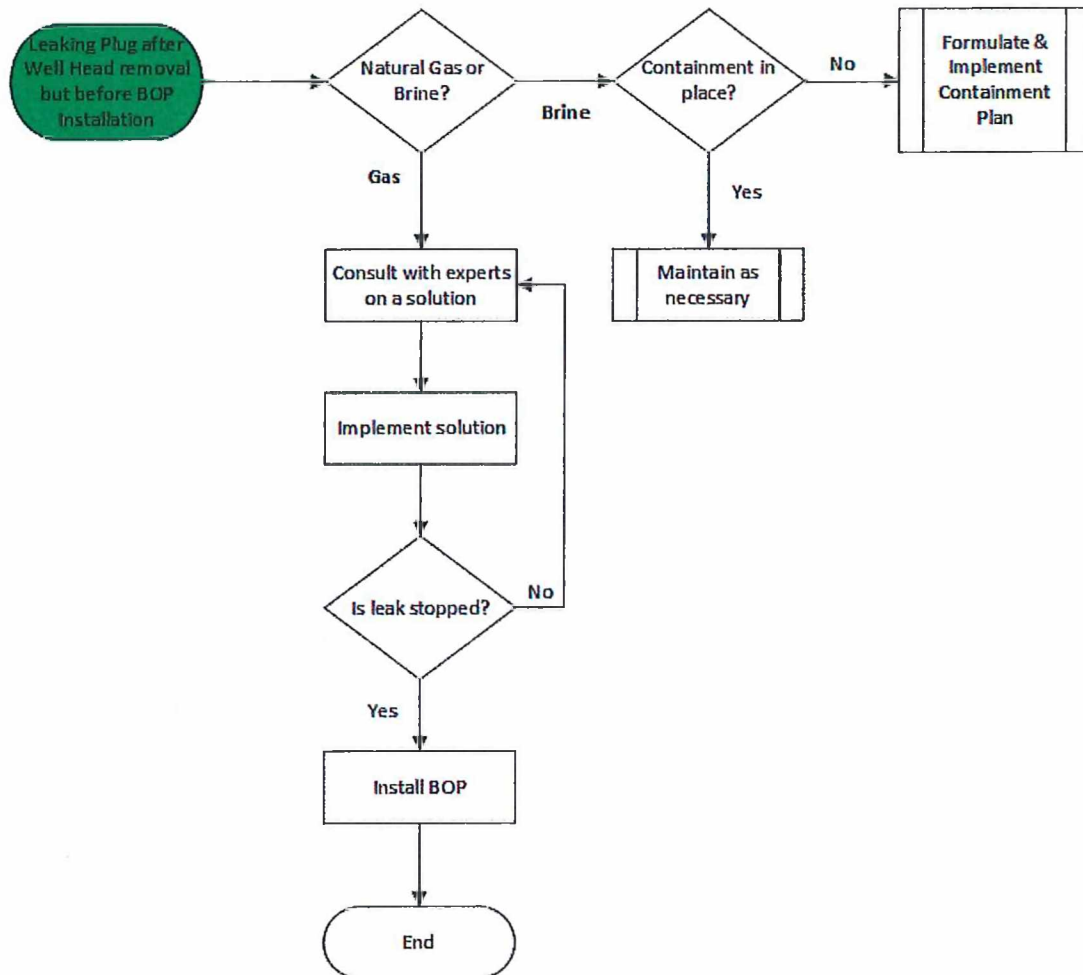 Leaking Plug after
Well Head removal
but before BOP
Installation
Natural Gas or
Brine?
Brine
Containment in
place?
No
Formulate &
Implement
Containment
Plan
Gas
Yes
Consult with experts
on a solution
Maintain as
necessary
Implement solution
Is leak stopped?
No
Yes
Install BOP
End